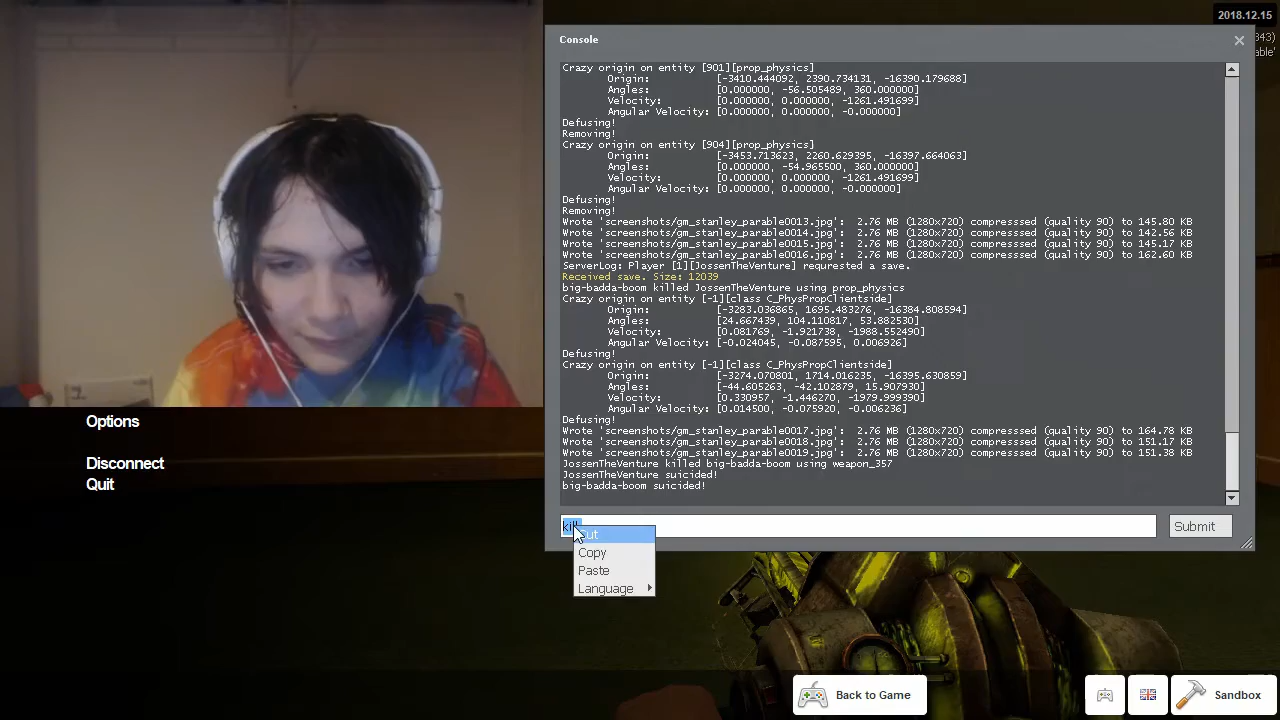 2018.12.15
843)
able'
Console
Crazy origin on entity [901][prop_physics]
Origin: [-3410.444092, 2390.734131, -16390.179688]
Angles: [0.000000, -56.505489, 360.000000]
Velocity: [0.000000, 0.000000, -1261.491699]
Angular Velocity: [0.000000, 0.000000, -0.000000]
Defusing!
Removing!
Crazy origin on entity [904][prop_physics]
Origin: [-3453.713623, 2260.629395, -16397.664063]
Angles: [0.000000, -54.965500, 360.000000]
Velocity: [0.000000, 0.000000, -1261.491699]
Angular Velocity: [0.000000, 0.000000, -0.000000]
Defusing!
Removing!
Wrote 'screenshots/gm_stanley_parable0013.jpg': 2.76 MB (1280x720) compresssed (quality 90) to 145.80 KB
Wrote 'screenshots/gm_stanley_parable0014.jpg': 2.76 MB (1280x720) compresssed (quality 90) to 142.56 KB
Wrote 'screenshots/gm_stanley_parable0015.jpg': 2.76 MB (1280x720) compresssed (quality 90) to 145.17 KB
Wrote 'screenshots/gm_stanley_parable0016.jpg': 2.76 MB (1280x720) compresssed (quality 90) to 162.60 KB
ServerLog: Player [1][JossenTheVenture] requrested a save.
Received save. Size: 12039
big-badda-boom killed JossenTheVenture using prop_physics
Crazy origin on entity [-1][class C_PhysPropClientside]
Origin: [-3283.036865, 1695.483276, -16384.808594]
Angles: [24.667439, 104.110817, 53.882530]
Velocity: [0.081769, -1.921738, -1988.552490]
Angular Velocity: [-0.024045, -0.087595, 0.006926]
Defusing!
Crazy origin on entity [-1][class C_PhysPropClientside]
Origin: [-3274.070801, 1714.016235, -16395.630859]
Angles: [-44.605263, -42.102879, 15.907930]
Velocity: [0.330957, -1.446270, -1979.999390]
Angular Velocity: [0.014500, -0.075920, -0.006236]
Defusing!
Wrote 'screenshots/gm_stanley_parable0017.jpg': 2.76 MB (1280x720) compresssed (quality 90) to 164.78 KB
Wrote 'screenshots/gm_stanley_parable0018.jpg': 2.76 MB (1280x720) compresssed (quality 90) to 151.17 KB
Wrote 'screenshots/gm_stanley_parable0019.jpg': 2.76 MB (1280x720) compresssed (quality 90) to 151.38 KB
JossenTheVenture killed big-badda-boom using weapon_357
JossenTheVenture suicided!
big-badda-boom suicided!
kill
Submit
Cut
Copy
Paste
Language
Options
Disconnect
Quit
Back to Game
Sandbox